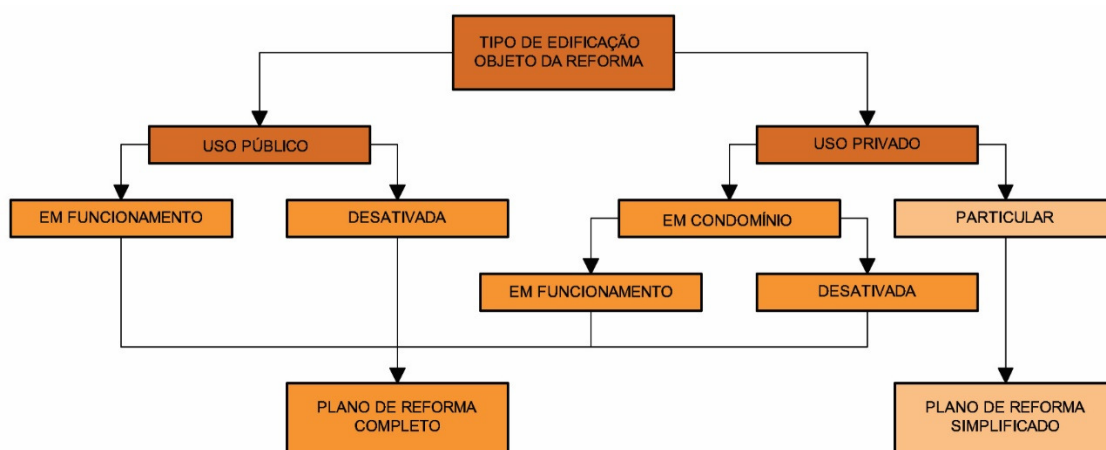 TIPO DE EDIFICAÇÃO
OBJETO DA REFORMA
USO PÚBLICO
USO PRIVADO
EM FUNCIONAMENTO
DESATIVADA
EM CONDOMÍNIO
PARTICULAR
EM FUNCIONAMENTO
DESATIVADA
PLANO DE REFORMA
COMPLETO
PLANO DE REFORMA
SIMPLIFICADO